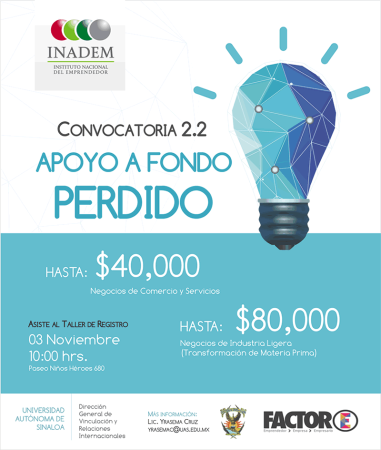 INADEM
INSTITUTO NACIONAL
DEL EMPRENDEDOR
CONVOCATORIA 2.2
APOYO A FONDO
PERDIDO
HASTA: $40,000
Negocios de Comercio y Servicios
ASISTE AL TALLER DE REGISTRO
03 Noviembre
10:00 hrs.
Paseo Niños Héroes 680
HASTA: $80,000
Negocios de Industria Ligera
(Transformación de Materia Prima)
UNIVERSIDAD
AUTÓNOMA DE
SINALOA
Dirección
General de
Vinculación y
Relaciones
Internacionales
MÁS INFORMACIÓN:
LIC. YRASEMA CRUZ
YRASEMAC@UAS.EDU.MX
FACTOR E